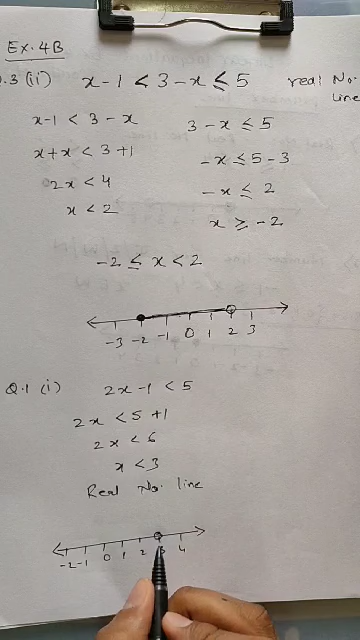 Ex. 4B
.3 (ii) x - 1 < 3 - x ≤ 5 real No. line
x-1 < 3 - x
x + x < 3 + 1
2x < 4
x < 2
3 - x ≤ 5
-x ≤ 5 - 3
- x ≤ 2
x ≥ -2
-2 ≤ x < 2
-3 -2 -1 0 1 2 3
Q.1 (i) 2x - 1 < 5
2x < 5 + 1
2x < 6
x < 3
Real No. line
-2 -1 0 1 2 3 4